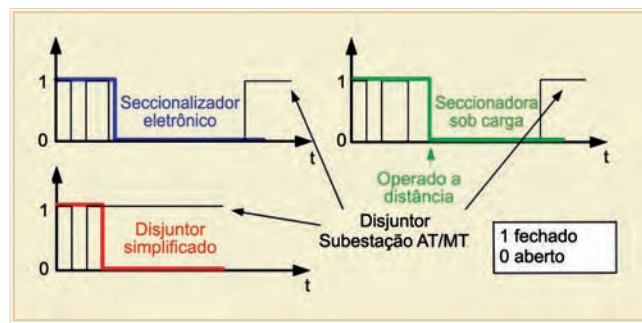 1
0
Seccionalizador
eletrônico
t
1
0
Seccionadora
sob carga
t
Operado a
distância
1
0
Disjuntor
simplificado
t
Disjuntor
Subestação AT/MT
1 fechado
0 aberto